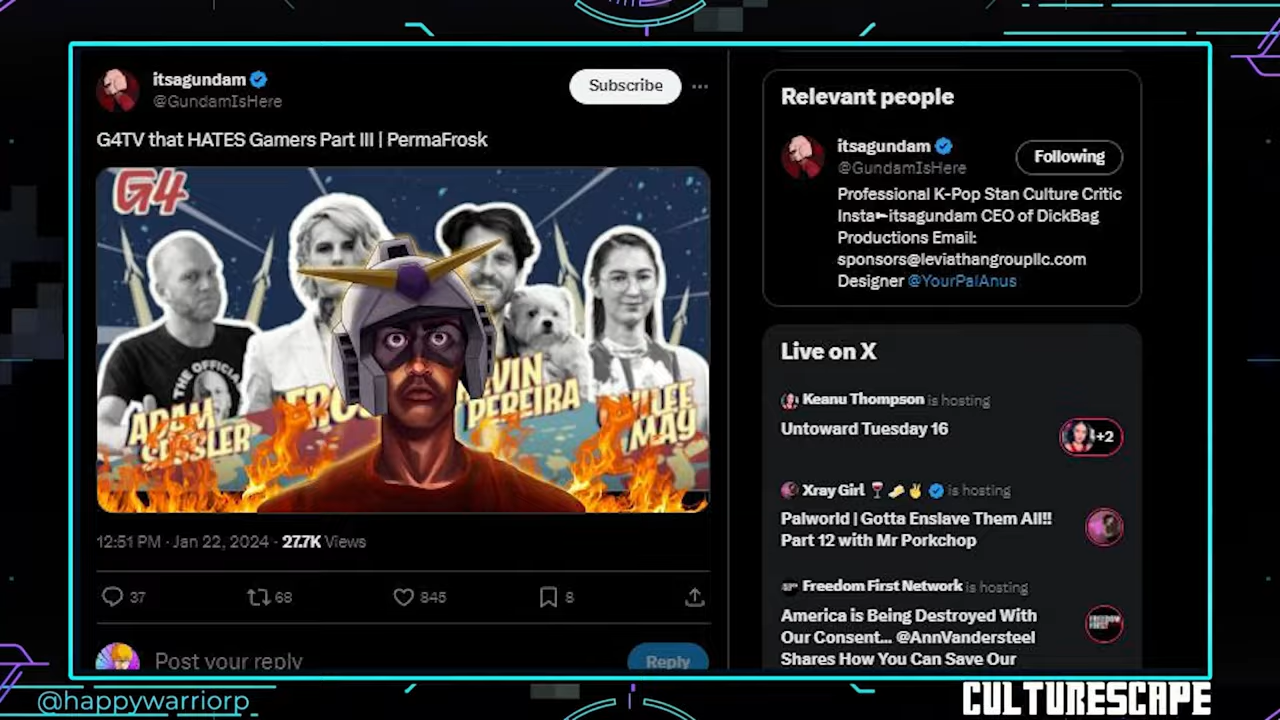 itsagundam
@GundamIsHere
Subscribe
G4TV that HATES Gamers Part III | PermaFrosk
G4
THE OFFICIAL
ADAM
SESSLER
PEREIRA
MAY
12:51 PM · Jan 22, 2024 · 27.7K Views
37
68
845
8
Post your reply
Reply
Relevant people
itsagundam
@GundamIsHere
Following
Professional K-Pop Stan Culture Critic
Insta➸itsagundam CEO of DickBag
Productions Email:
sponsors@leviathangroupllc.com
Designer @YourPalAnus
Live on X
Keanu Thompson is hosting
Untoward Tuesday 16
+2
Xray Girl is hosting
Palworld | Gotta Enslave Them All!!
Part 12 with Mr Porkchop
Freedom First Network is hosting
America is Being Destroyed With
Our Consent... @AnnVandersteel
Shares How You Can Save Our
FREEDOM
FIRST
@happywarriorp
CULTURESCAPE